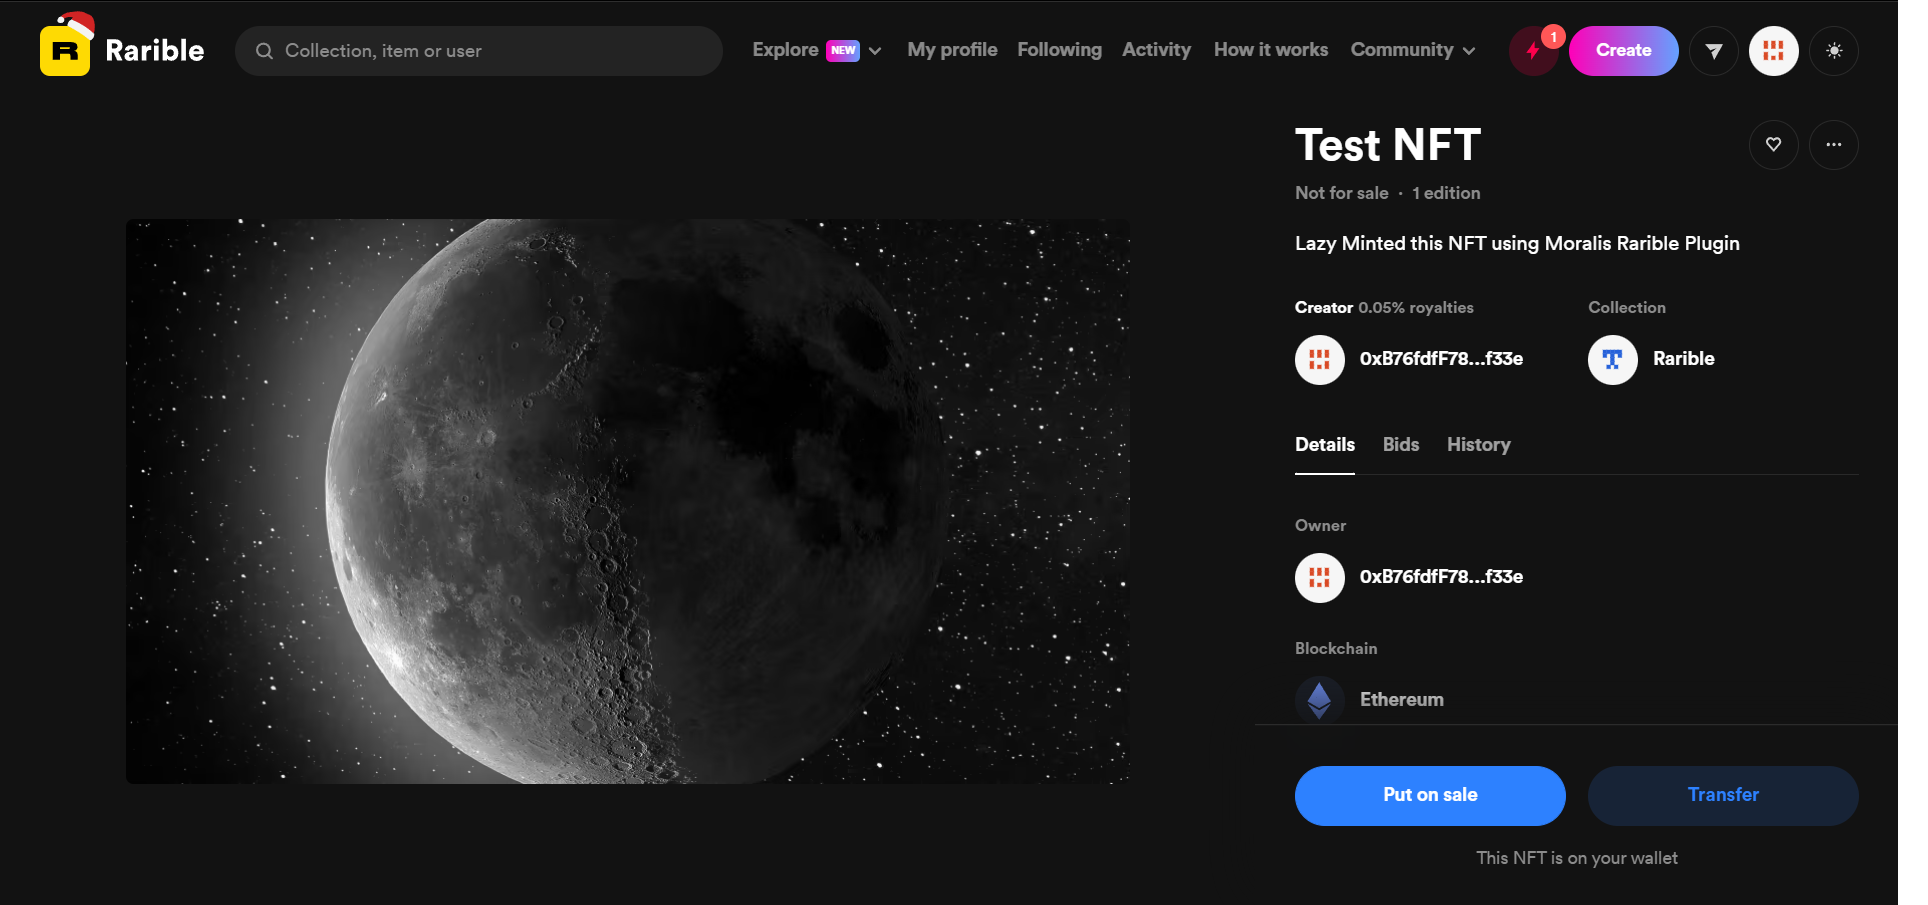 R Rarible
Collection, item or user
Explore NEW
My profile
Following
Activity
How it works
Community
1
Create
Test NFT
Not for sale · 1 edition
Lazy Minted this NFT using Moralis Rarible Plugin
Creator 0.05% royalties
Collection
0xB76fdfF78...f33e
Rarible
Details
Bids
History
Owner
0xB76fdfF78...f33e
Blockchain
Ethereum
Put on sale
Transfer
This NFT is on your wallet